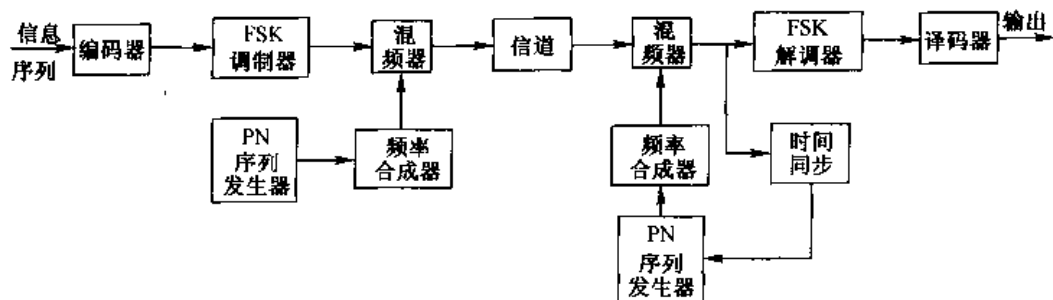 信息
序列
编码器
FSK
调制器
混
频器
信道
混
频器
FSK
解调器
译码器
输出
PN
序列
发生器
频率
合成器
频率
合成器
时间
同步
PN
序列
发生器